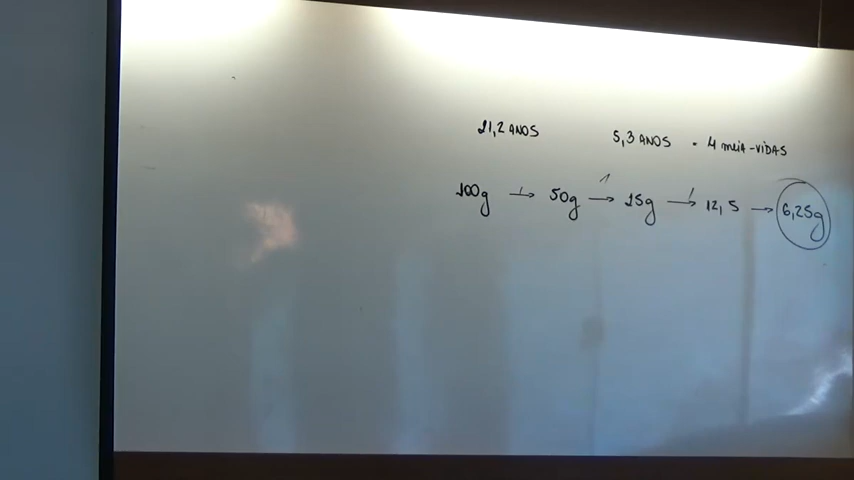 21,2 ANOS 5,3 ANOS = 4 meiA-VIDAS
100g → 50g → 25g → 12,5 → 6,25g